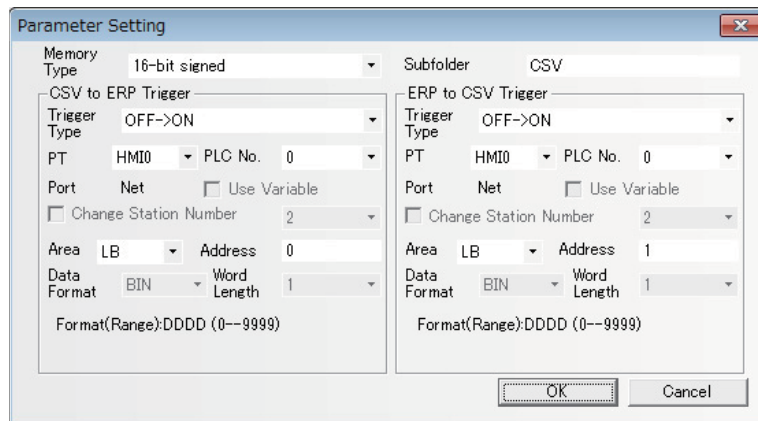 Parameter Setting
Memory Type 16-bit signed
Subfolder CSV
CSV to ERP Trigger
Trigger Type OFF->ON
PT HMI0 PLC No. 0
Port Net Use Variable
Change Station Number 2
Area LB Address 0
Data Format BIN Word Length 1
Format(Range):DDDD (0--9999)
ERP to CSV Trigger
Trigger Type OFF->ON
PT HMI0 PLC No. 0
Port Net Use Variable
Change Station Number 2
Area LB Address 1
Data Format BIN Word Length 1
Format(Range):DDDD (0--9999)
OK Cancel